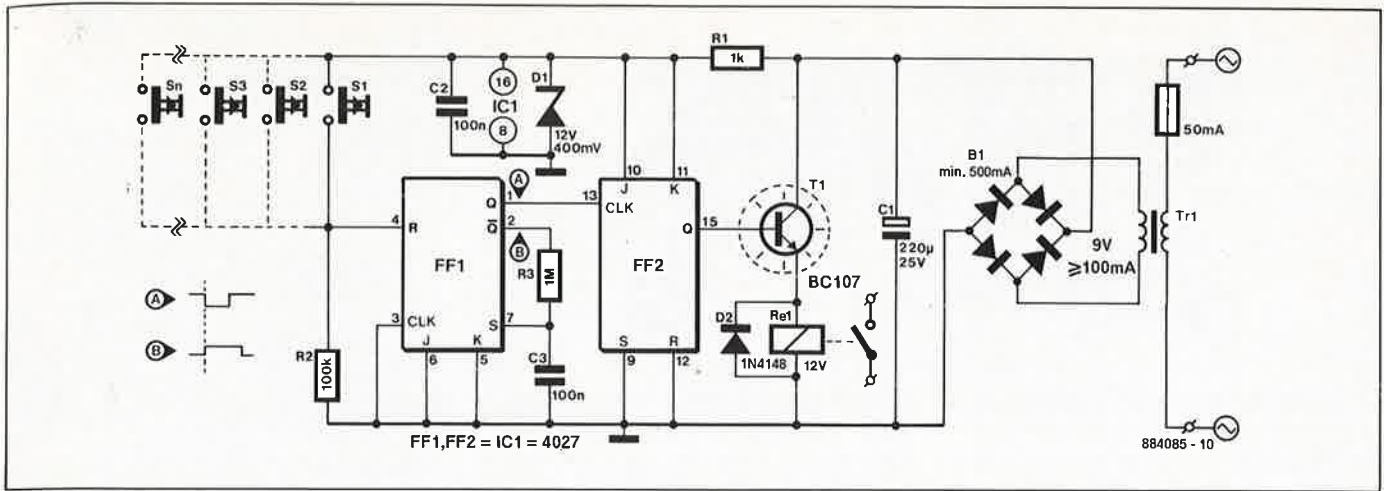 Sn
S3
S2
S1
C2
100n
16
IC1
8
D1
12V
400mV
R1
1k
50mA
B1
min. 500mA
Tr1
9V
⩾100mA
C1
220µ
25V
T1
BC107
10
11
J
K
13
CLK
Q
15
FF2
S
R
9
12
4
R
Q
1
A
Q̅
2
B
FF1
R3
1M
3
CLK
S
7
J
K
6
5
C3
100n
R2
100k
A
B
D2
1N4148
Re1
12V
FF1,FF2 = IC1 = 4027
884085 - 10